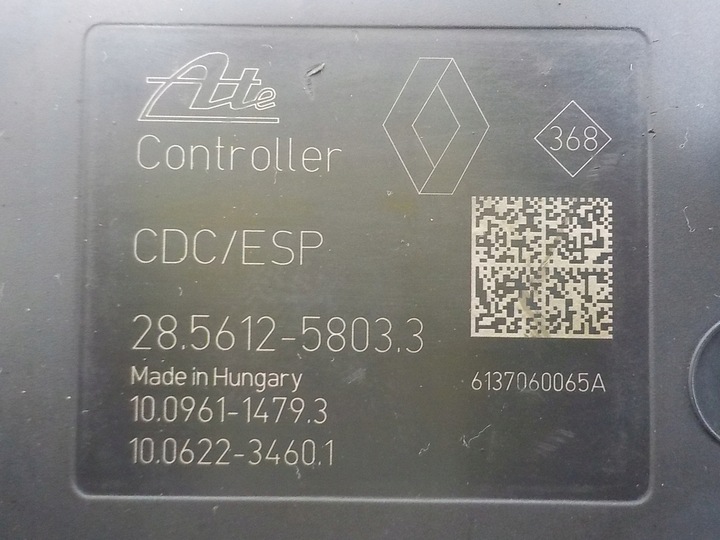 Ate
368
Controller
CDC/ESP
28.5612-5803.3
Made in Hungary
6137060065A
10.0961-1479.3
10.0622-3460.1